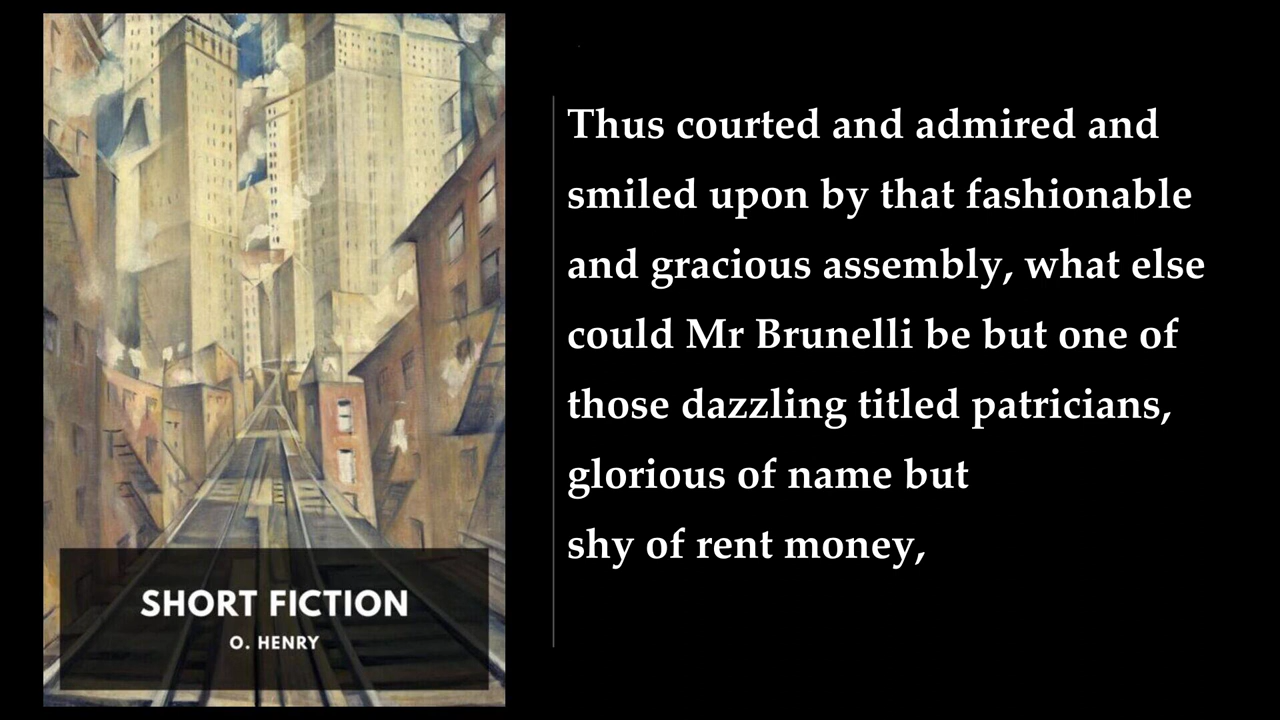 SHORT FICTION
O. HENRY
Thus courted and admired and
smiled upon by that fashionable
and gracious assembly, what else
could Mr Brunelli be but one of
those dazzling titled patricians,
glorious of name but
shy of rent money,